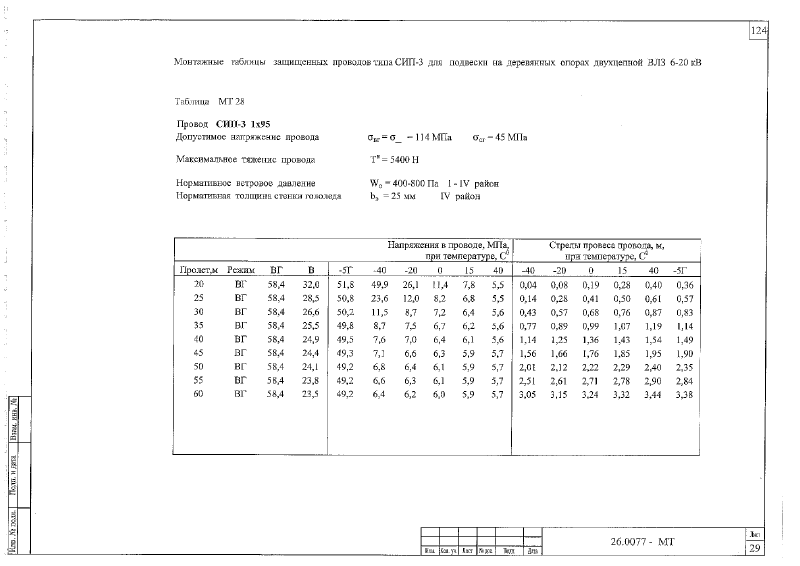 124
Монтажные таблицы защищенных проводов типа СИП-3 для подвески на деревянных опорах двухцепной ВЛЗ 6-20 кВ
Таблица МТ 28
Провод СИП-3 1х95
Допустимое напряжение провода σвг = σ_ = 114 МПа σсг = 45 МПа
Максимальное тяжение провода Тн = 5400 Н
Нормативное ветровое давление Wо = 400-800 Па I - IV район
Нормативная толщина стенки гололеда bэ = 25 мм IV район
Напряжения в проводе, МПа, Стрелы провеса провода, м,
при температуре, С° при температуре, С°
Пролет,м Режим ВГ В -5Г -40 -20 0 15 40 -40 -20 0 15 40 -5Г
20 ВГ 58,4 32,0 51,8 49,9 26,1 11,4 7,8 5,5 0,04 0,08 0,19 0,28 0,40 0,36
25 ВГ 58,4 28,5 50,8 23,6 12,0 8,2 6,8 5,5 0,14 0,28 0,41 0,50 0,61 0,57
30 ВГ 58,4 26,6 50,2 11,5 8,7 7,2 6,4 5,6 0,43 0,57 0,68 0,76 0,87 0,83
35 ВГ 58,4 25,5 49,8 8,7 7,5 6,7 6,2 5,6 0,77 0,89 0,99 1,07 1,19 1,14
40 ВГ 58,4 24,9 49,5 7,6 7,0 6,4 6,1 5,6 1,14 1,25 1,36 1,43 1,54 1,49
45 ВГ 58,4 24,4 49,3 7,1 6,6 6,3 5,9 5,7 1,56 1,66 1,76 1,85 1,95 1,90
50 ВГ 58,4 24,1 49,2 6,8 6,4 6,1 5,9 5,7 2,01 2,12 2,22 2,29 2,40 2,35
55 ВГ 58,4 23,8 49,2 6,6 6,3 6,1 5,9 5,7 2,51 2,61 2,71 2,78 2,90 2,84
60 ВГ 58,4 23,5 49,2 6,4 6,2 6,0 5,9 5,7 3,05 3,15 3,24 3,32 3,44 3,38
Взам. инв. №
Подп. и дата
Инв. № подл.
Изм. Кол. уч. Лист № док. Подп. Дата
26.0077 - МТ
Лист
29